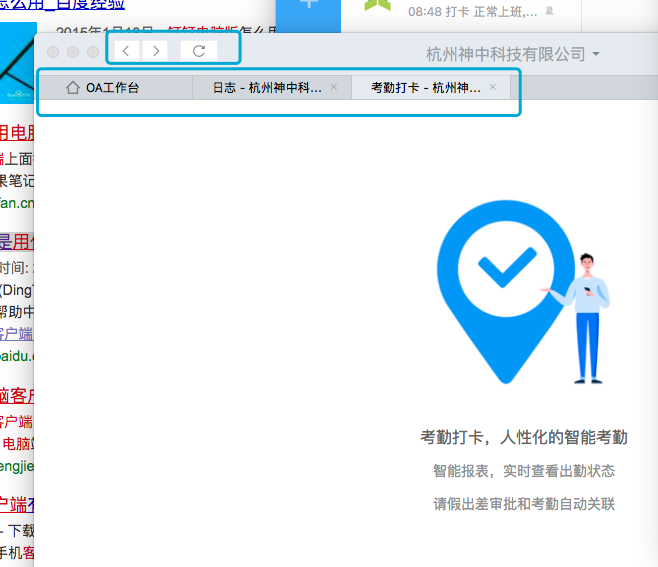 怎么用_百度经验
08:48 打卡 正常上班,...
2015年1月19日
钉钉电脑版怎么用
杭州神中科技有限公司
OA工作台
日志 - 杭州神中科...
考勤打卡 - 杭州神...
用电脑
端上面
果笔记
fan.cn
是用
时间: 2
(Ding
帮助中
客户端
baidu.c
脑客户
客户端
电脑端
engjie
户端
- 下载
手机客
考勤打卡，人性化的智能考勤
智能报表，实时查看出勤状态
请假出差审批和考勤自动关联